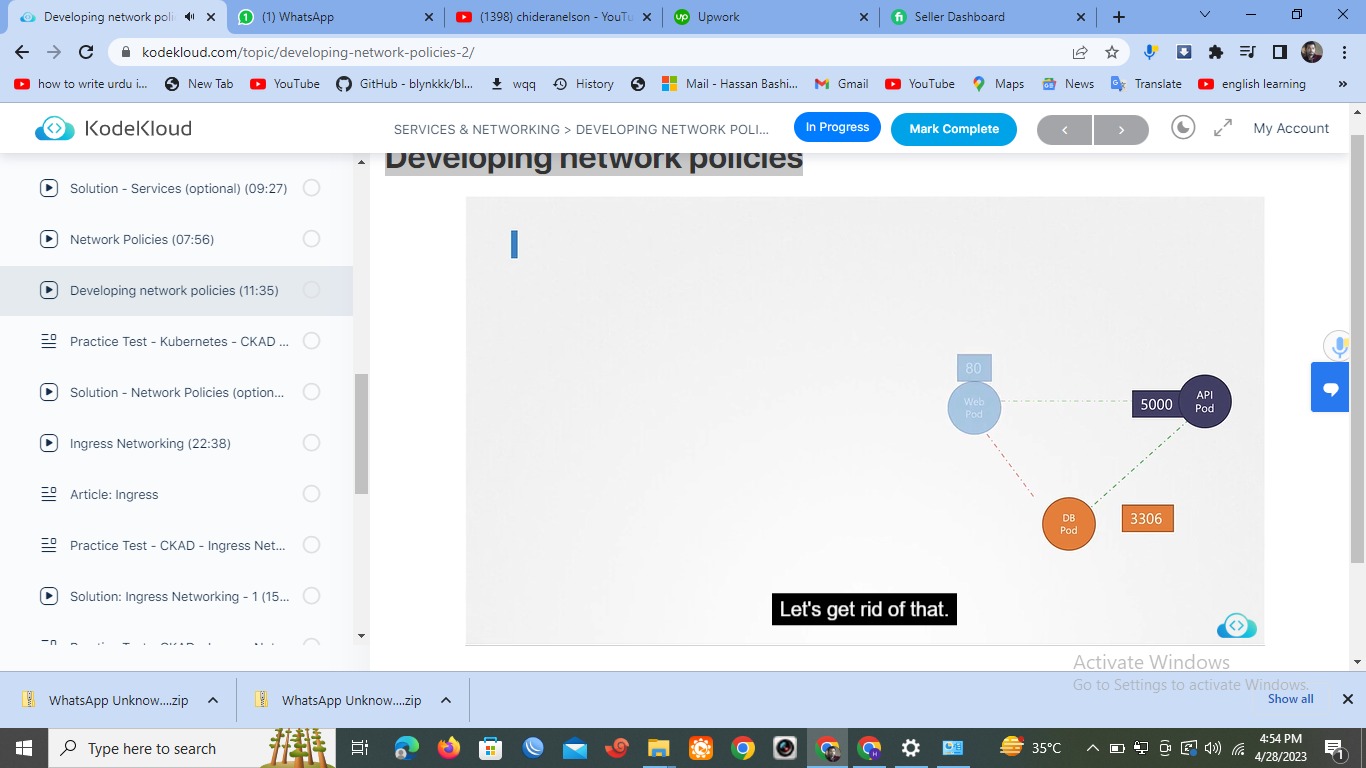 Developing network poli
(1) WhatsApp
(1398) chideranelson - YouTu
Upwork
Seller Dashboard
kodekloud.com/topic/developing-network-policies-2/
how to write urdu i...
New Tab
YouTube
GitHub - blynkkk/bl...
wqq
History
Mail - Hassan Bashi...
Gmail
YouTube
Maps
News
Translate
english learning
»
KodeKloud
SERVICES & NETWORKING > DEVELOPING NETWORK POLI...
In Progress
Mark Complete
My Account
Developing network policies
Solution - Services (optional) (09:27)
Network Policies (07:56)
Developing network policies (11:35)
Practice Test - Kubernetes - CKAD ...
Solution - Network Policies (option...
Ingress Networking (22:38)
Article: Ingress
Practice Test - CKAD - Ingress Net...
Solution: Ingress Networking - 1 (15...
80
Web
Pod
5000
API
Pod
DB
Pod
3306
Let's get rid of that.
Activate Windows
Go to Settings to activate Windows.
WhatsApp Unknow....zip
WhatsApp Unknow....zip
Show all
Type here to search
35°C
4:54 PM
4/28/2023
1